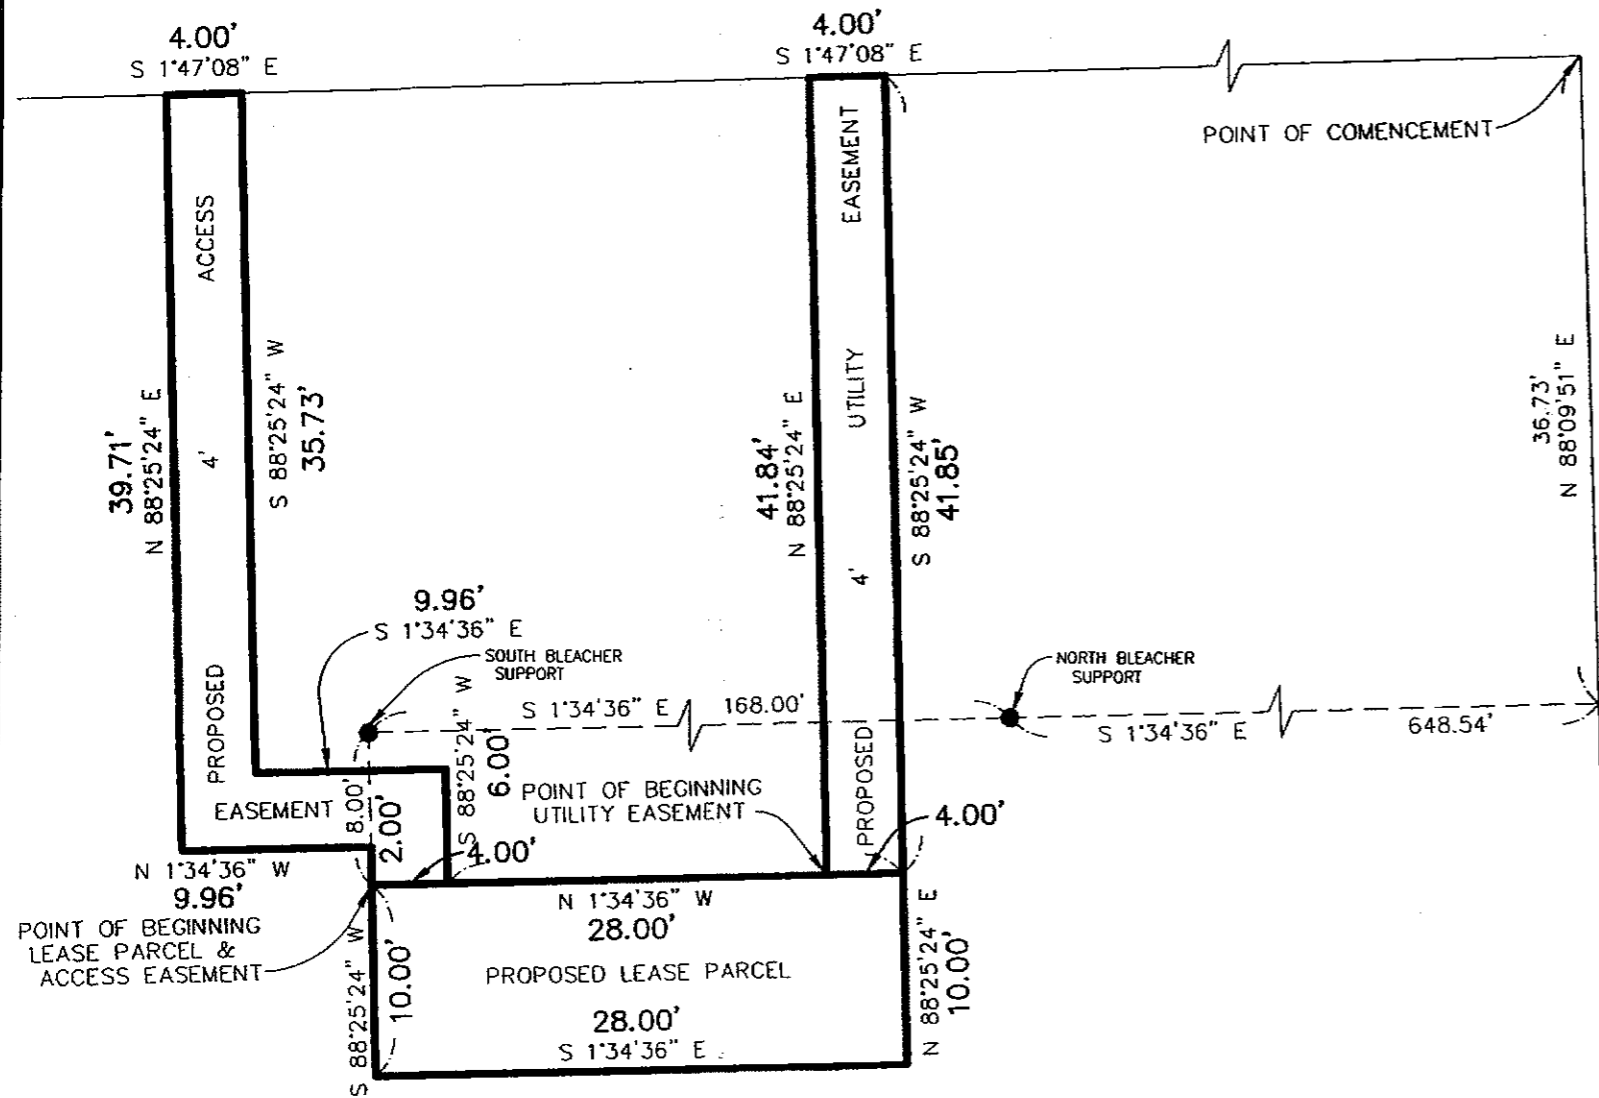 4.00'
S 1°47'08" E
4.00'
S 1°47'08" E
POINT OF COMENCEMENT
ACCESS
4'
PROPOSED
EASEMENT
39.71'
N 88°25'24" E
S 88°25'24" W
35.73'
EASEMENT
UTILITY
4'
PROPOSED
41.84'
N 88°25'24" E
S 88°25'24" W
41.85'
36.73'
N 88°09'51" E
9.96'
S 1°34'36" E
SOUTH BLEACHER
SUPPORT
S 1°34'36" E
168.00'
NORTH BLEACHER
SUPPORT
S 1°34'36" E
648.54'
8.00'
2.00'
S 88°25'24" W
6.00'
POINT OF BEGINNING
UTILITY EASEMENT
4.00'
4.00'
N 1°34'36" W
9.96'
POINT OF BEGINNING
LEASE PARCEL &
ACCESS EASEMENT
N 1°34'36" W
28.00'
PROPOSED LEASE PARCEL
28.00'
S 1°34'36" E
S 88°25'24" W
10.00'
N 88°25'24" E
10.00'